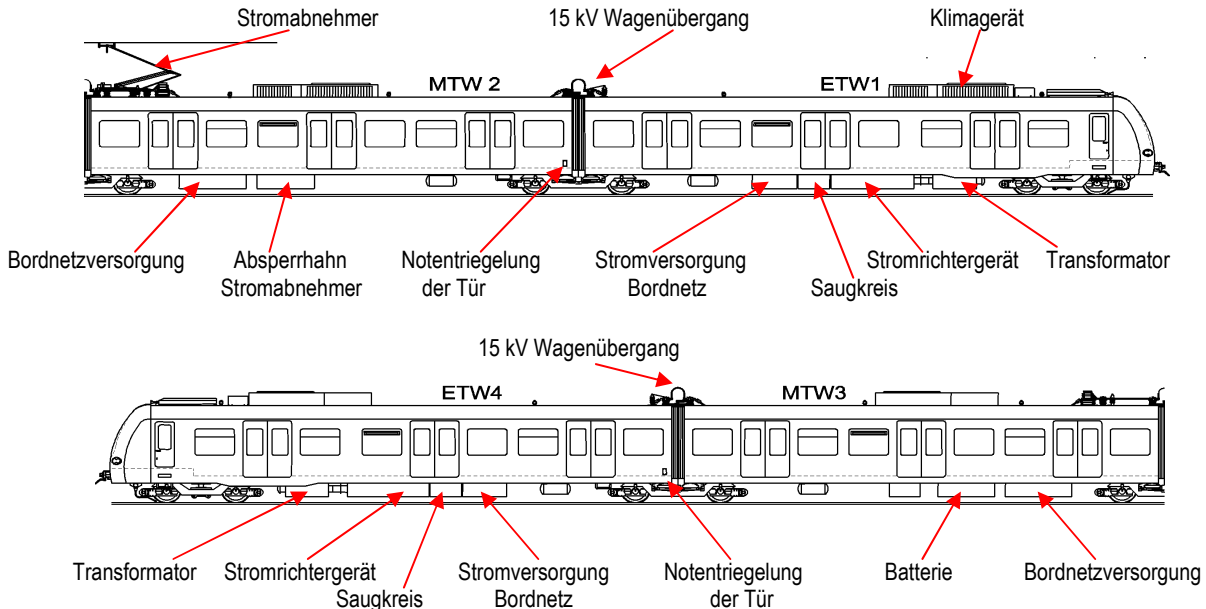 Stromabnehmer
15 kV Wagenübergang
Klimagerät
MTW 2
ETW1
Bordnetzversorgung
Absperrhahn
Stromabnehmer
Notentriegelung
der Tür
Stromversorgung
Bordnetz
Saugkreis
Stromrichtergerät
Transformator
15 kV Wagenübergang
ETW4
MTW3
Transformator
Stromrichtergerät
Saugkreis
Stromversorgung
Bordnetz
Notentriegelung
der Tür
Batterie
Bordnetzversorgung